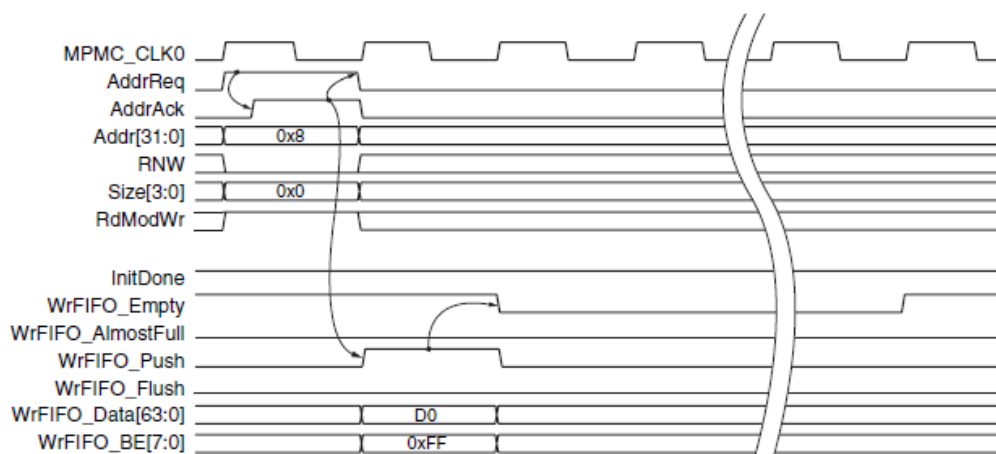 MPMC_CLK0
AddrReq
AddrAck
Addr[31:0] 0x8
RNW
Size[3:0] 0x0
RdModWr
InitDone
WrFIFO_Empty
WrFIFO_AlmostFull
WrFIFO_Push
WrFIFO_Flush
WrFIFO_Data[63:0] D0
WrFIFO_BE[7:0] 0xFF